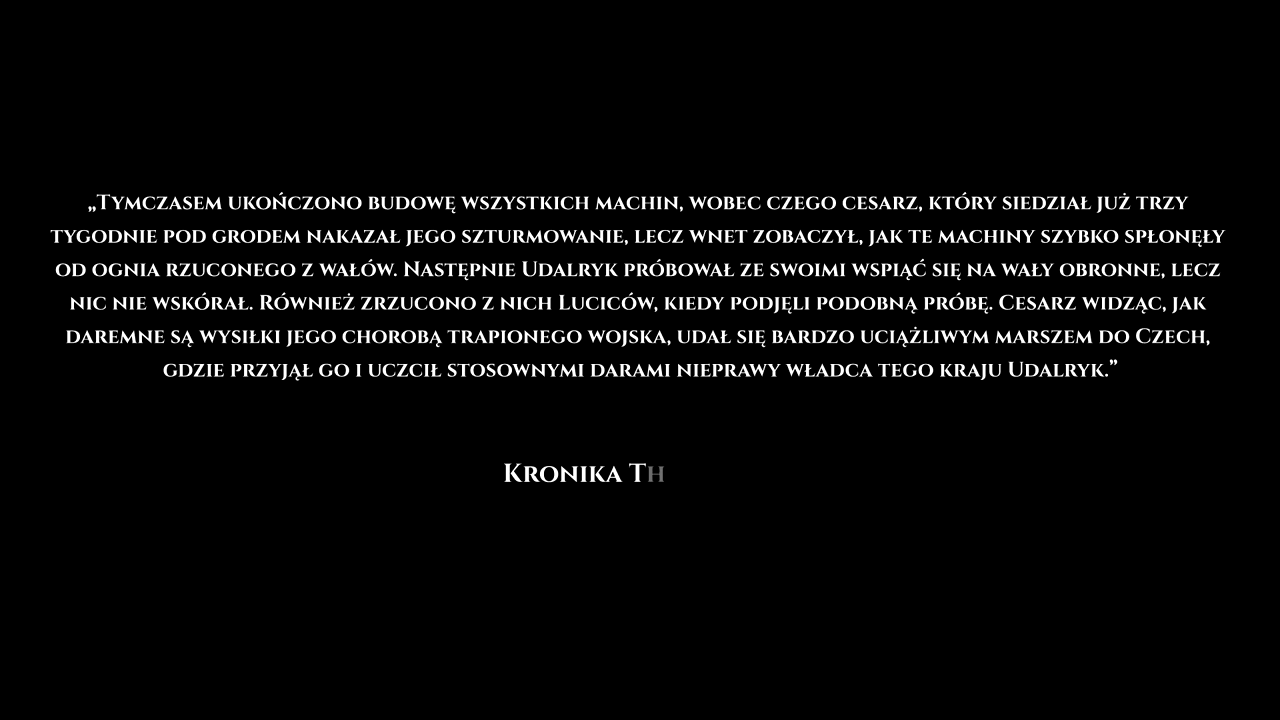 „Tymczasem ukończono budowę wszystkich machin, wobec czego cesarz, który siedział już trzy
tygodnie pod grodem nakazał jego szturmowanie, lecz wnet zobaczył, jak te machiny szybko spłonęły
od ognia rzuconego z wałów. Następnie Udalryk próbował ze swoimi wspiąć się na wały obronne, lecz
nic nie wskórał. Również zrzucono z nich Luciców, kiedy podjęli podobną próbę. Cesarz widząc, jak
daremne są wysiłki jego chorobą trapionego wojska, udał się bardzo uciążliwym marszem do Czech,
gdzie przyjął go i uczcił stosownymi darami nieprawy władca tego kraju Udalryk.”
Kronika Th